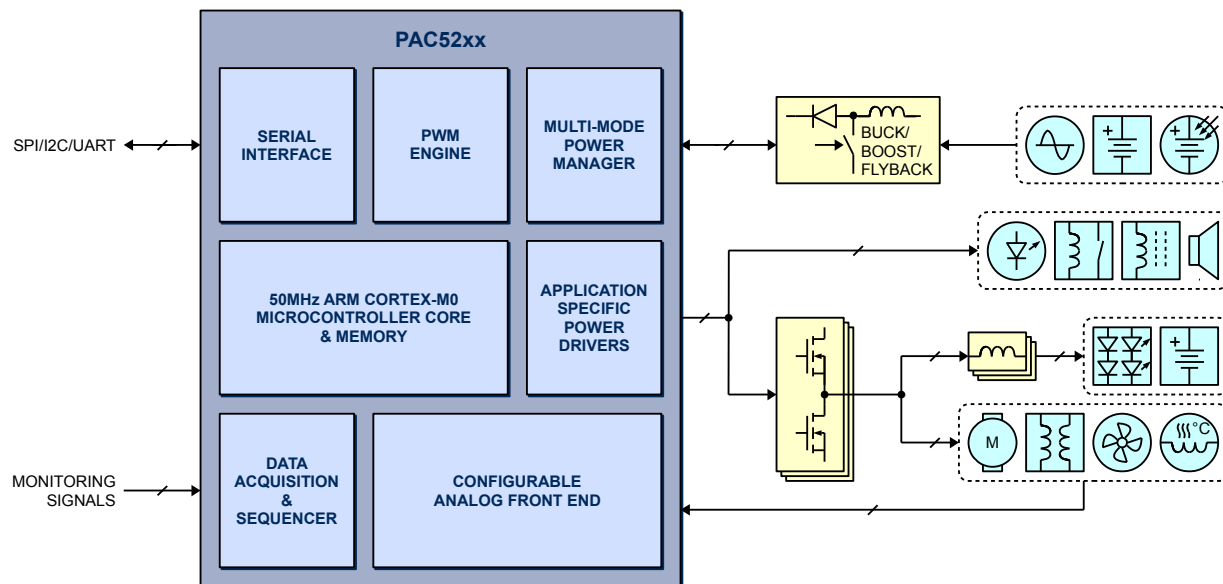 PAC52xx
SERIAL
INTERFACE
PWM
ENGINE
MULTI-MODE
POWER
MANAGER
SPI/I2C/UART
BUCK/
BOOST/
FLYBACK
+
+
50MHz ARM CORTEX-M0
MICROCONTROLLER CORE
& MEMORY
APPLICATION
SPECIFIC
POWER
DRIVERS
+
M
°C
MONITORING
SIGNALS
DATA
ACQUISITION
&
SEQUENCER
CONFIGURABLE
ANALOG FRONT END